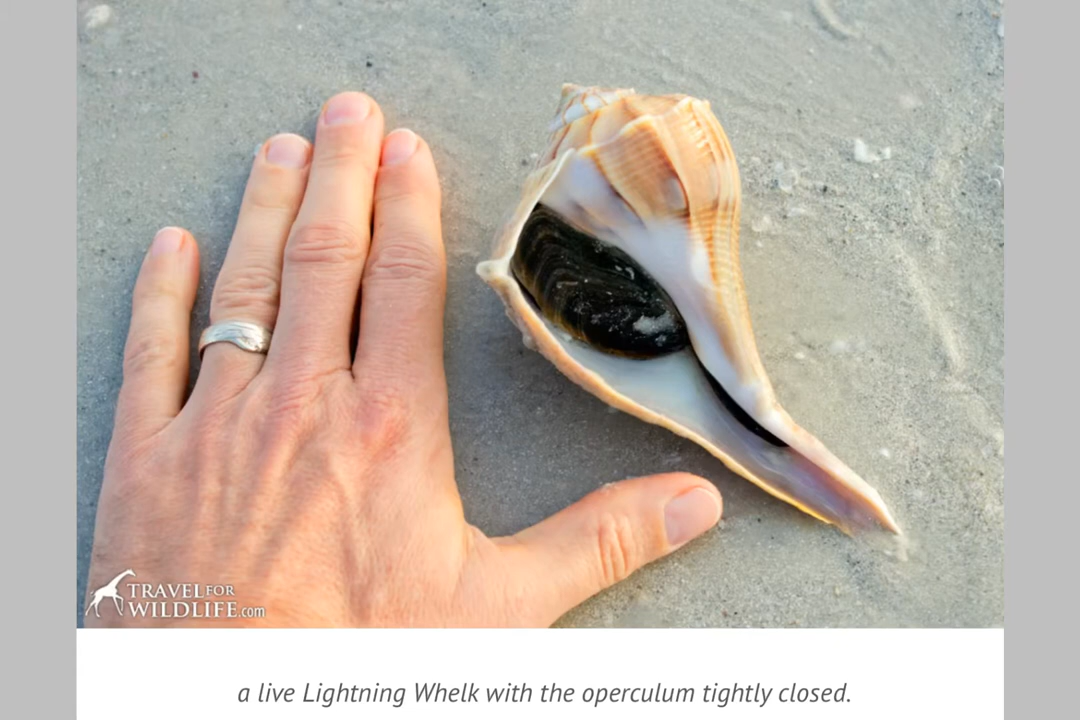 TRAVEL FOR
WILDLIFE.com
a live Lightning Whelk with the operculum tightly closed.